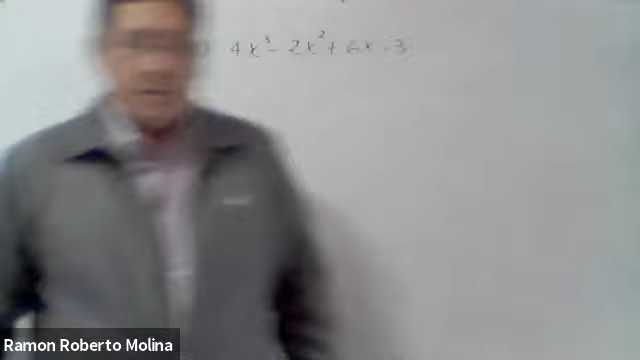 4x³ - 2x² + 6x - 3
Ramon Roberto Molina